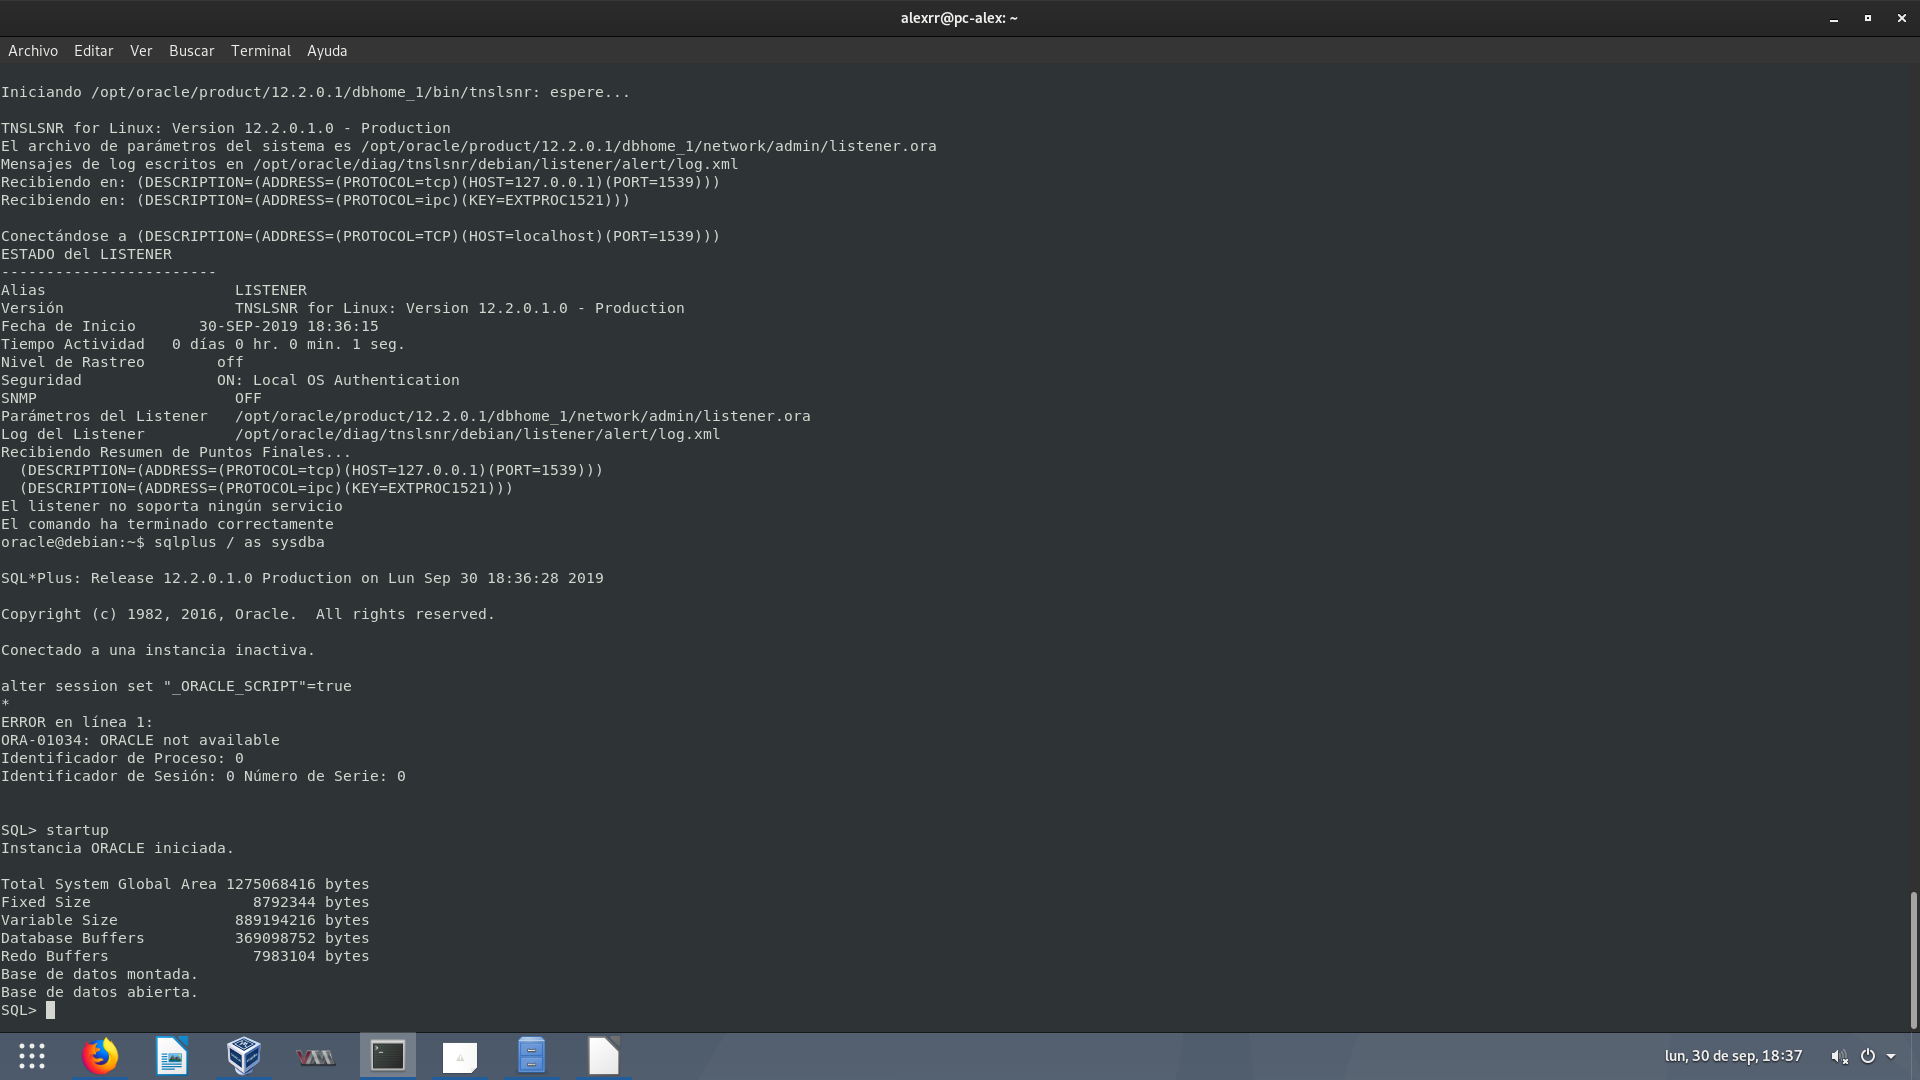 alexrr@pc-alex: ~
Archivo Editar Ver Buscar Terminal Ayuda
Iniciando /opt/oracle/product/12.2.0.1/dbhome_1/bin/tnslsnr: espere...
TNSLSNR for Linux: Version 12.2.0.1.0 - Production
El archivo de parámetros del sistema es /opt/oracle/product/12.2.0.1/dbhome_1/network/admin/listener.ora
Mensajes de log escritos en /opt/oracle/diag/tnslsnr/debian/listener/alert/log.xml
Recibiendo en: (DESCRIPTION=(ADDRESS=(PROTOCOL=tcp)(HOST=127.0.0.1)(PORT=1539)))
Recibiendo en: (DESCRIPTION=(ADDRESS=(PROTOCOL=ipc)(KEY=EXTPROC1521)))
Conectándose a (DESCRIPTION=(ADDRESS=(PROTOCOL=TCP)(HOST=localhost)(PORT=1539)))
ESTADO del LISTENER
------------------------
Alias                     LISTENER
Versión                   TNSLSNR for Linux: Version 12.2.0.1.0 - Production
Fecha de Inicio       30-SEP-2019 18:36:15
Tiempo Actividad   0 días 0 hr. 0 min. 1 seg.
Nivel de Rastreo        off
Seguridad               ON: Local OS Authentication
SNMP                      OFF
Parámetros del Listener   /opt/oracle/product/12.2.0.1/dbhome_1/network/admin/listener.ora
Log del Listener          /opt/oracle/diag/tnslsnr/debian/listener/alert/log.xml
Recibiendo Resumen de Puntos Finales...
  (DESCRIPTION=(ADDRESS=(PROTOCOL=tcp)(HOST=127.0.0.1)(PORT=1539)))
  (DESCRIPTION=(ADDRESS=(PROTOCOL=ipc)(KEY=EXTPROC1521)))
El listener no soporta ningún servicio
El comando ha terminado correctamente
oracle@debian:~$ sqlplus / as sysdba
SQL*Plus: Release 12.2.0.1.0 Production on Lun Sep 30 18:36:28 2019
Copyright (c) 1982, 2016, Oracle.  All rights reserved.
Conectado a una instancia inactiva.
alter session set "_ORACLE_SCRIPT"=true
*
ERROR en línea 1:
ORA-01034: ORACLE not available
Identificador de Proceso: 0
Identificador de Sesión: 0 Número de Serie: 0
SQL> startup
Instancia ORACLE iniciada.
Total System Global Area 1275068416 bytes
Fixed Size                  8792344 bytes
Variable Size             889194216 bytes
Database Buffers          369098752 bytes
Redo Buffers                7983104 bytes
Base de datos montada.
Base de datos abierta.
SQL>
lun, 30 de sep, 18:37